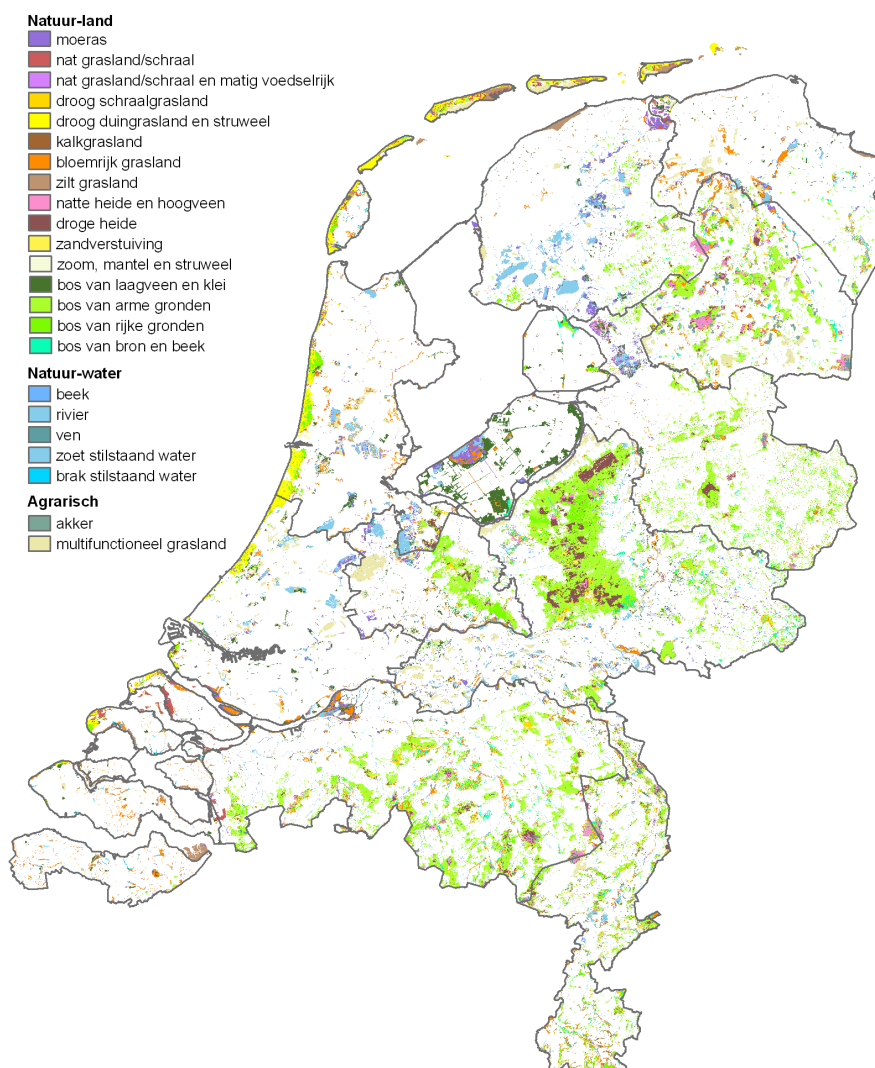 Natuur-land
moeras
nat grasland/schraal
nat grasland/schraal en matig voedselrijk
droog schraalgrasland
droog duingrasland en struweel
kalkgrasland
bloemrijk grasland
zilt grasland
natte heide en hoogveen
droge heide
zandverstuiving
zoom, mantel en struweel
bos van laagveen en klei
bos van arme gronden
bos van rijke gronden
bos van bron en beek
Natuur-water
beek
rivier
ven
zoet stilstaand water
brak stilstaand water
Agrarisch
akker
multifunctioneel grasland